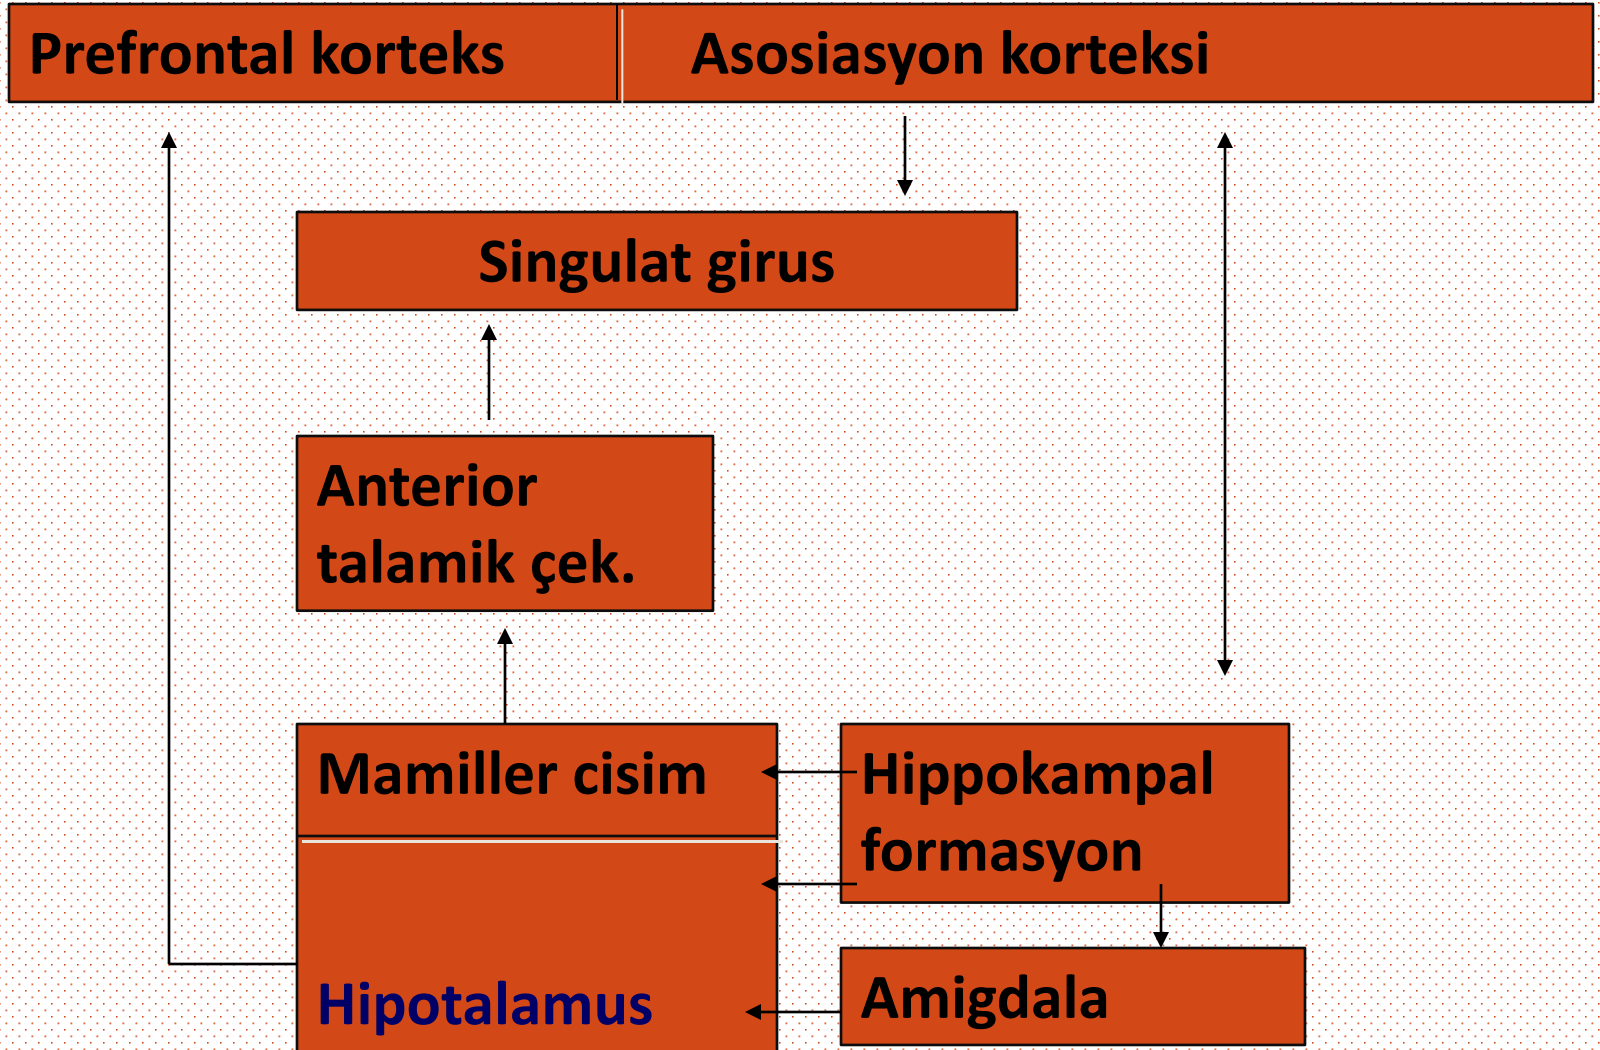 Prefrontal korteks
Asosiasyon korteksi
Singulat girus
Anterior
talamik çek.
Mamiller cisim
Hippokampal
formasyon
Hipotalamus
Amigdala